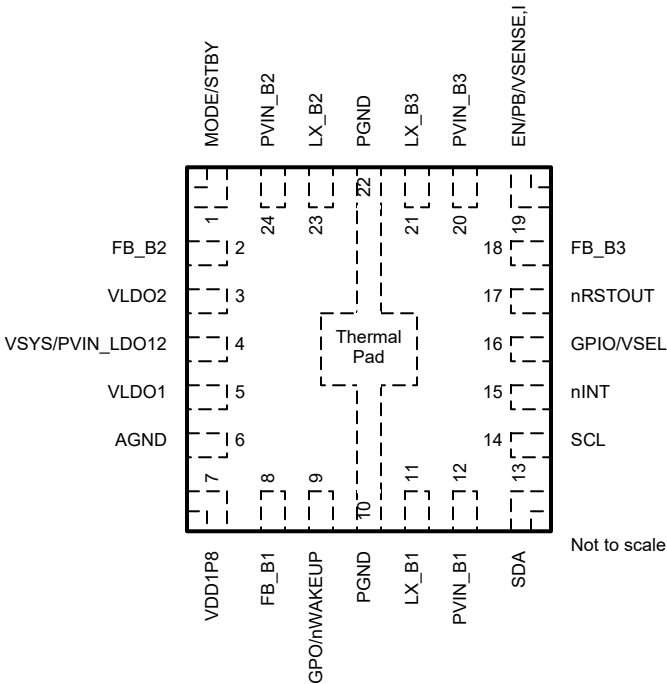 MODE/STBY
PVIN_B2
LX_B2
PGND
LX_B3
PVIN_B3
EN/PB/VSENSE,I
1
24
23
22
21
20
19
FB_B2
2
18
FB_B3
VLDO2
3
17
nRSTOUT
VSYS/PVIN_LDO12
4
Thermal
Pad
16
GPIO/VSEL
VLDO1
5
15
nINT
AGND
6
14
SCL
7
8
9
10
11
12
13
VDD1P8
FB_B1
GPO/nWAKEUP
PGND
LX_B1
PVIN_B1
SDA
Not to scale